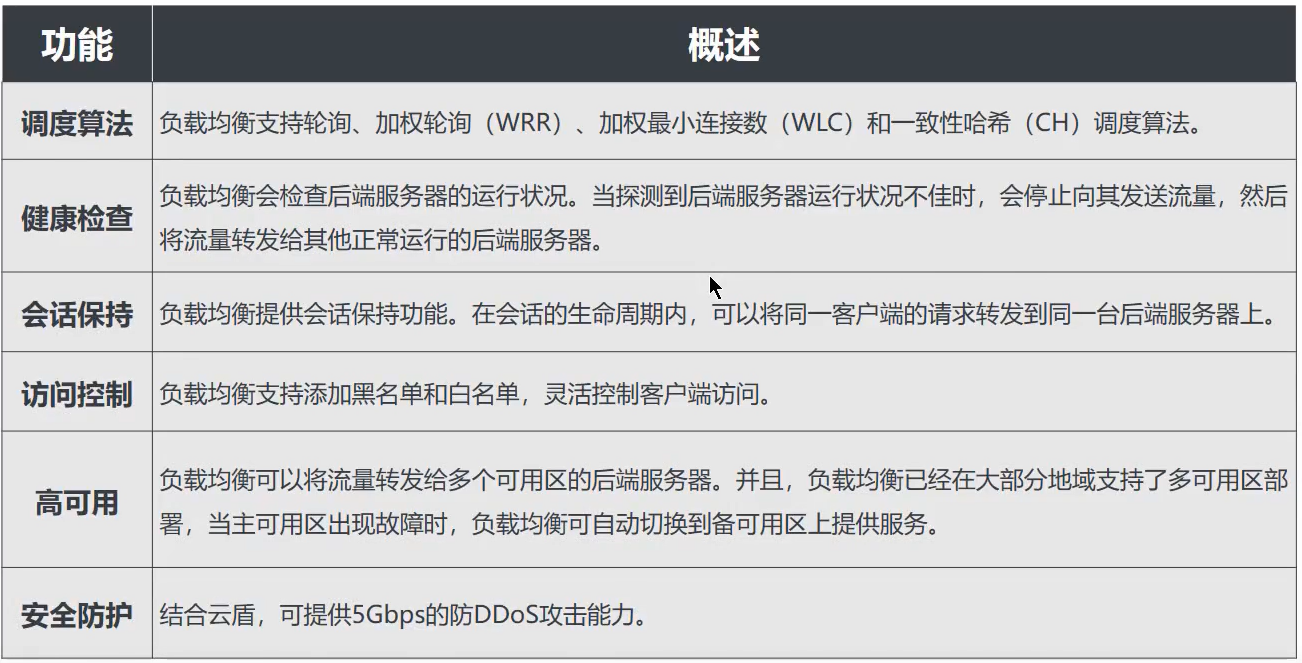 功能 概述
调度算法 负载均衡支持轮询、加权轮询（WRR）、加权最小连接数（WLC）和一致性哈希（CH）调度算法。
健康检查 负载均衡会检查后端服务器的运行状况。当探测到后端服务器运行状况不佳时，会停止向其发送流量，然后
将流量转发给其他正常运行的后端服务器。
会话保持 负载均衡提供会话保持功能。在会话的生命周期内，可以将同一客户端的请求转发到同一台后端服务器上。
访问控制 负载均衡支持添加黑名单和白名单，灵活控制客户端访问。
高可用 负载均衡可以将流量转发给多个可用区的后端服务器。并且，负载均衡已经在大部分地域支持了多可用区部
署，当主可用区出现故障时，负载均衡可自动切换到备可用区上提供服务。
安全防护 结合云盾，可提供5Gbps的防DDoS攻击能力。